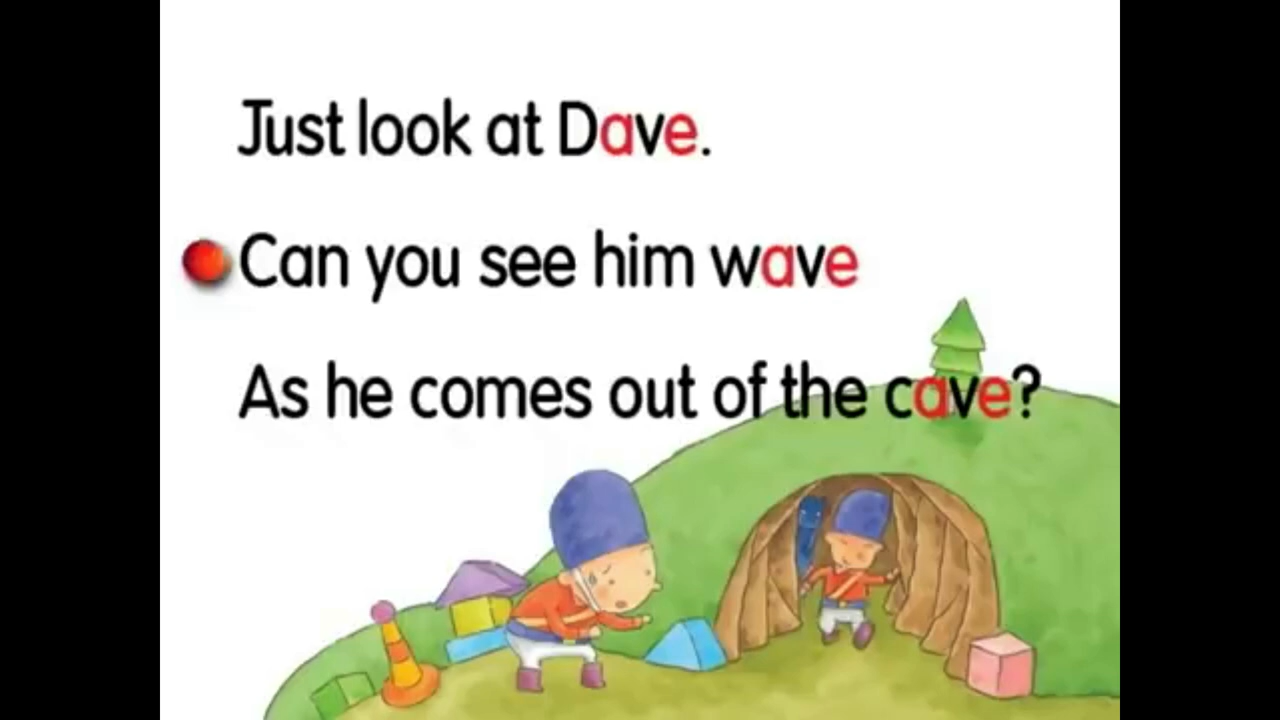 Just look at Dave.
Can you see him wave
As he comes out of the cave?